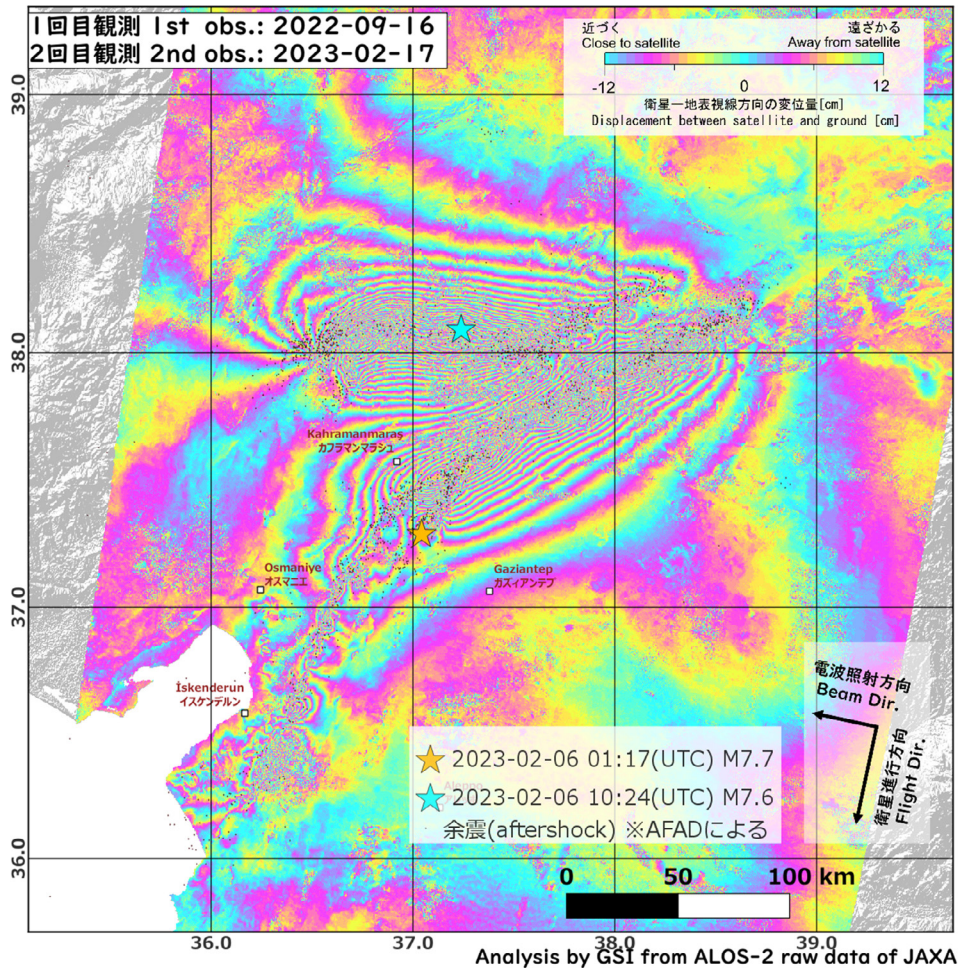 1回目観測 1st obs.: 2022-09-16
2回目観測 2nd obs.: 2023-02-17
近づく 遠ざかる
Close to satellite Away from satellite
-12 0 12
衛星ー地表視線方向の変位量[cm]
Displacement between satellite and ground [cm]
39.0
38.0
37.0
36.0
Kahramanmaraş
カフラマンマラシュ
Osmaniye
オスマニエ
Gaziantep
ガズィアンテプ
İskenderun
イスケンデルン
電波照射方向
Beam Dir.
衛星進行方向
Flight Dir.
2023-02-06 01:17(UTC) M7.7
2023-02-06 10:24(UTC) M7.6
余震(aftershock) ※AFADによる
0 50 100 km
36.0 37.0 38.0 39.0
Analysis by GSI from ALOS-2 raw data of JAXA